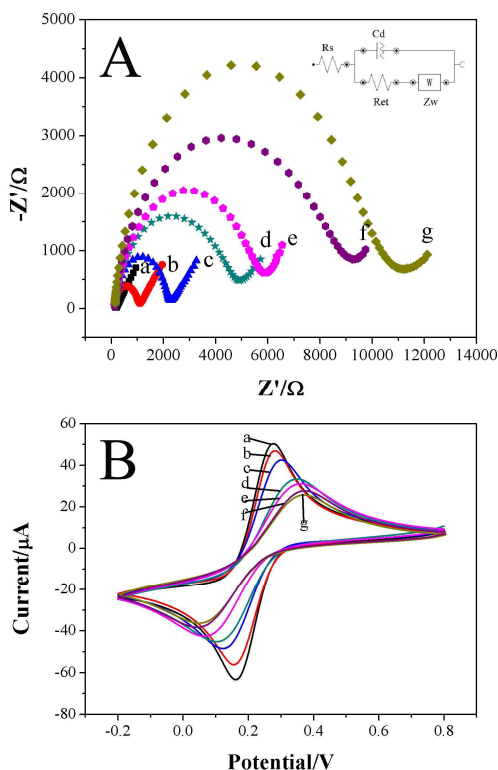 A
5000
4000
3000
2000
1000
0
-Z'/Ω
Rs
Cd
Ret
W
Zw
a
b
c
d
e
f
g
0 2000 4000 6000 8000 10000 12000 14000
Z'/Ω
B
60
40
20
0
-20
-40
-60
-80
Current/μA
a
b
c
d
e
f
g
-0.2 0.0 0.2 0.4 0.6 0.8
Potential/V